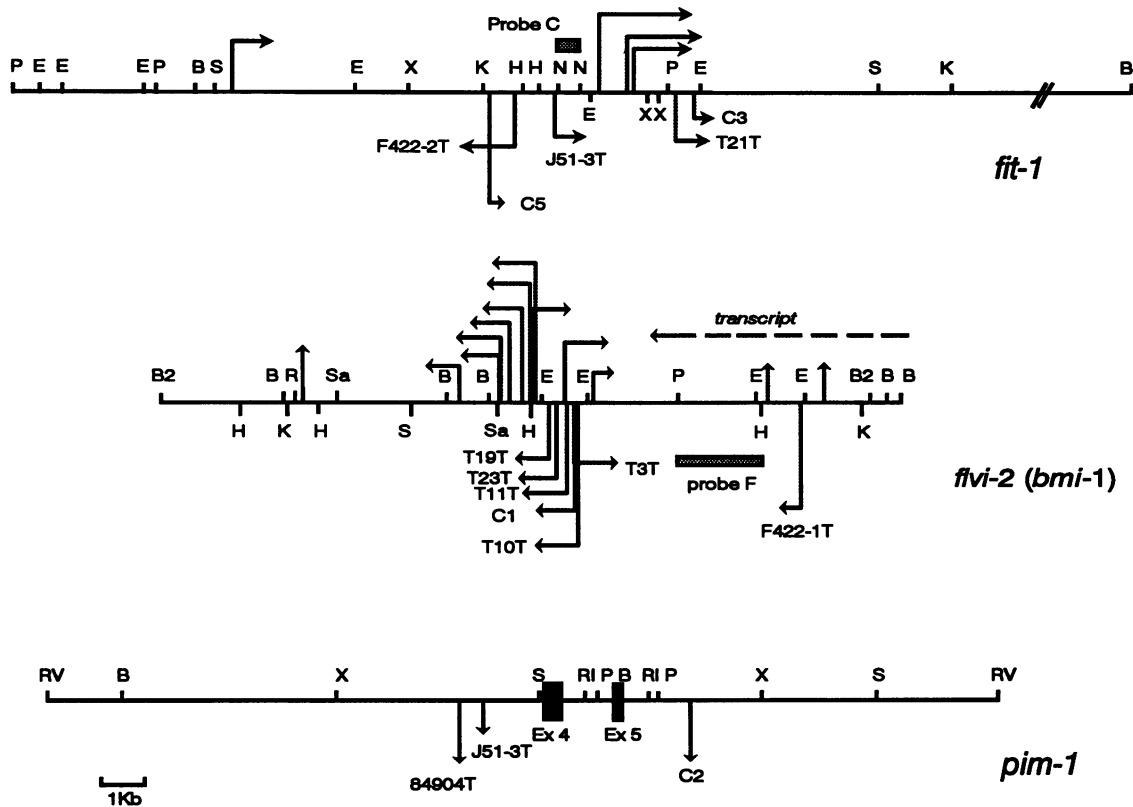 Probe C
P E E E P B S E X K H H N N P E S K B
E X X
C3
F422-2T J51-3T T21T
fit-1
C5
transcript
B2 B R Sa B B E E P E E B2 B B
H K H S Sa H H K
T19T T3T
T23T probe F
T11T flvi-2 (bmi-1)
C1 F422-1T
T10T
RV B X S RI P B RI P X S RV
Ex 4 Ex 5
J51-3T
84904T C2
pim-1
1Kb